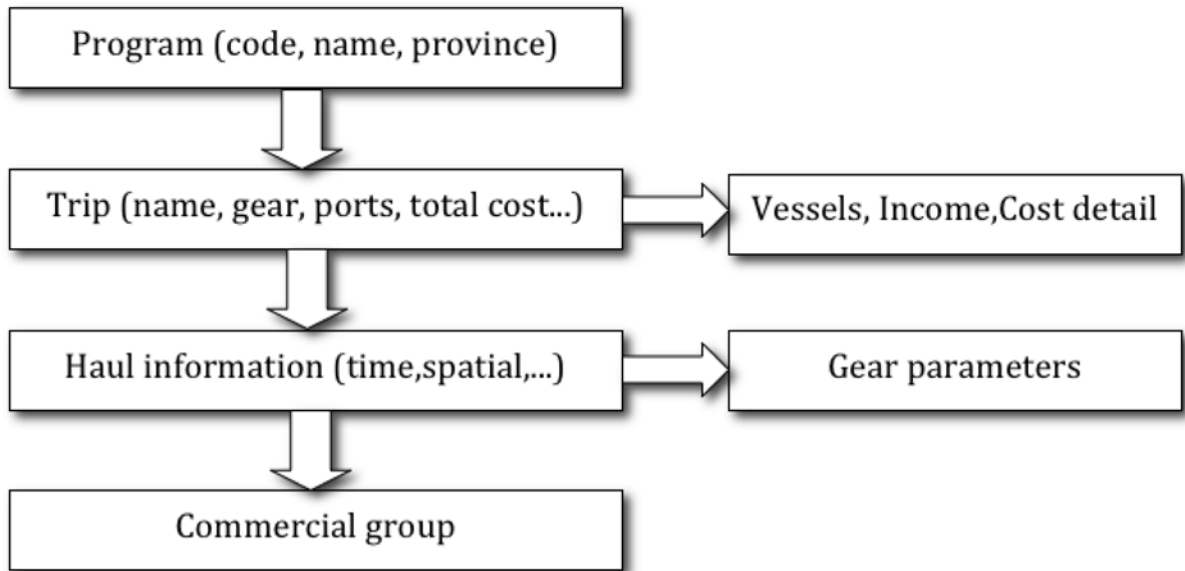 Program (code, name, province)
Trip (name, gear, ports, total cost...)
Vessels, Income,Cost detail
Haul information (time,spatial,...)
Gear parameters
Commercial group